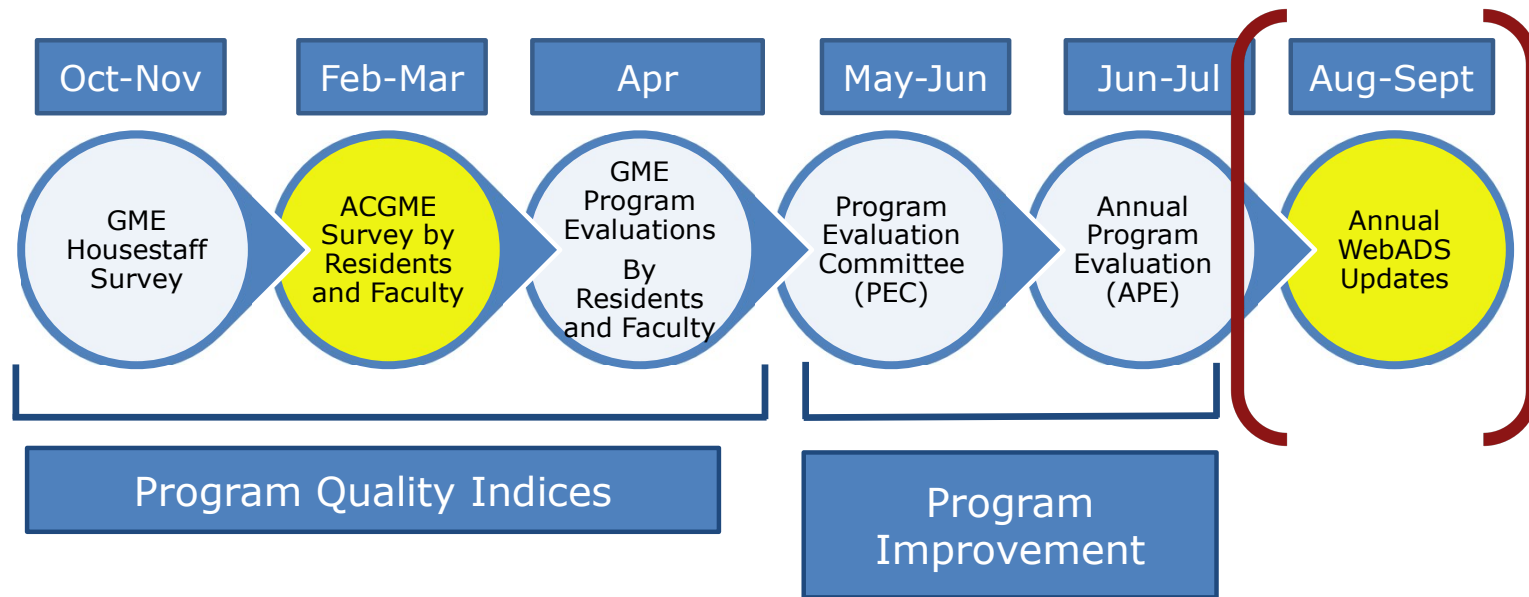 Oct-Nov
Feb-Mar
Apr
May-Jun
Jun-Jul
Aug-Sept
GME
Housestaff
Survey
ACGME
Survey by
Residents
and Faculty
GME
Program
Evaluations
By
Residents
and Faculty
Program
Evaluation
Committee
(PEC)
Annual
Program
Evaluation
(APE)
Annual
WebADS
Updates
Program Quality Indices
Program
Improvement